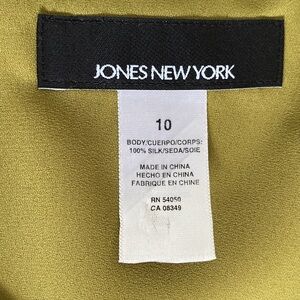 JONES NEW YORK
10
BODY/CUERPO/CORPS:
100% SILK/SEDA/SOIE
MADE IN CHINA
HECHO EN CHINA
FABRIQUE EN CHINE
RN 54050
CA 08349